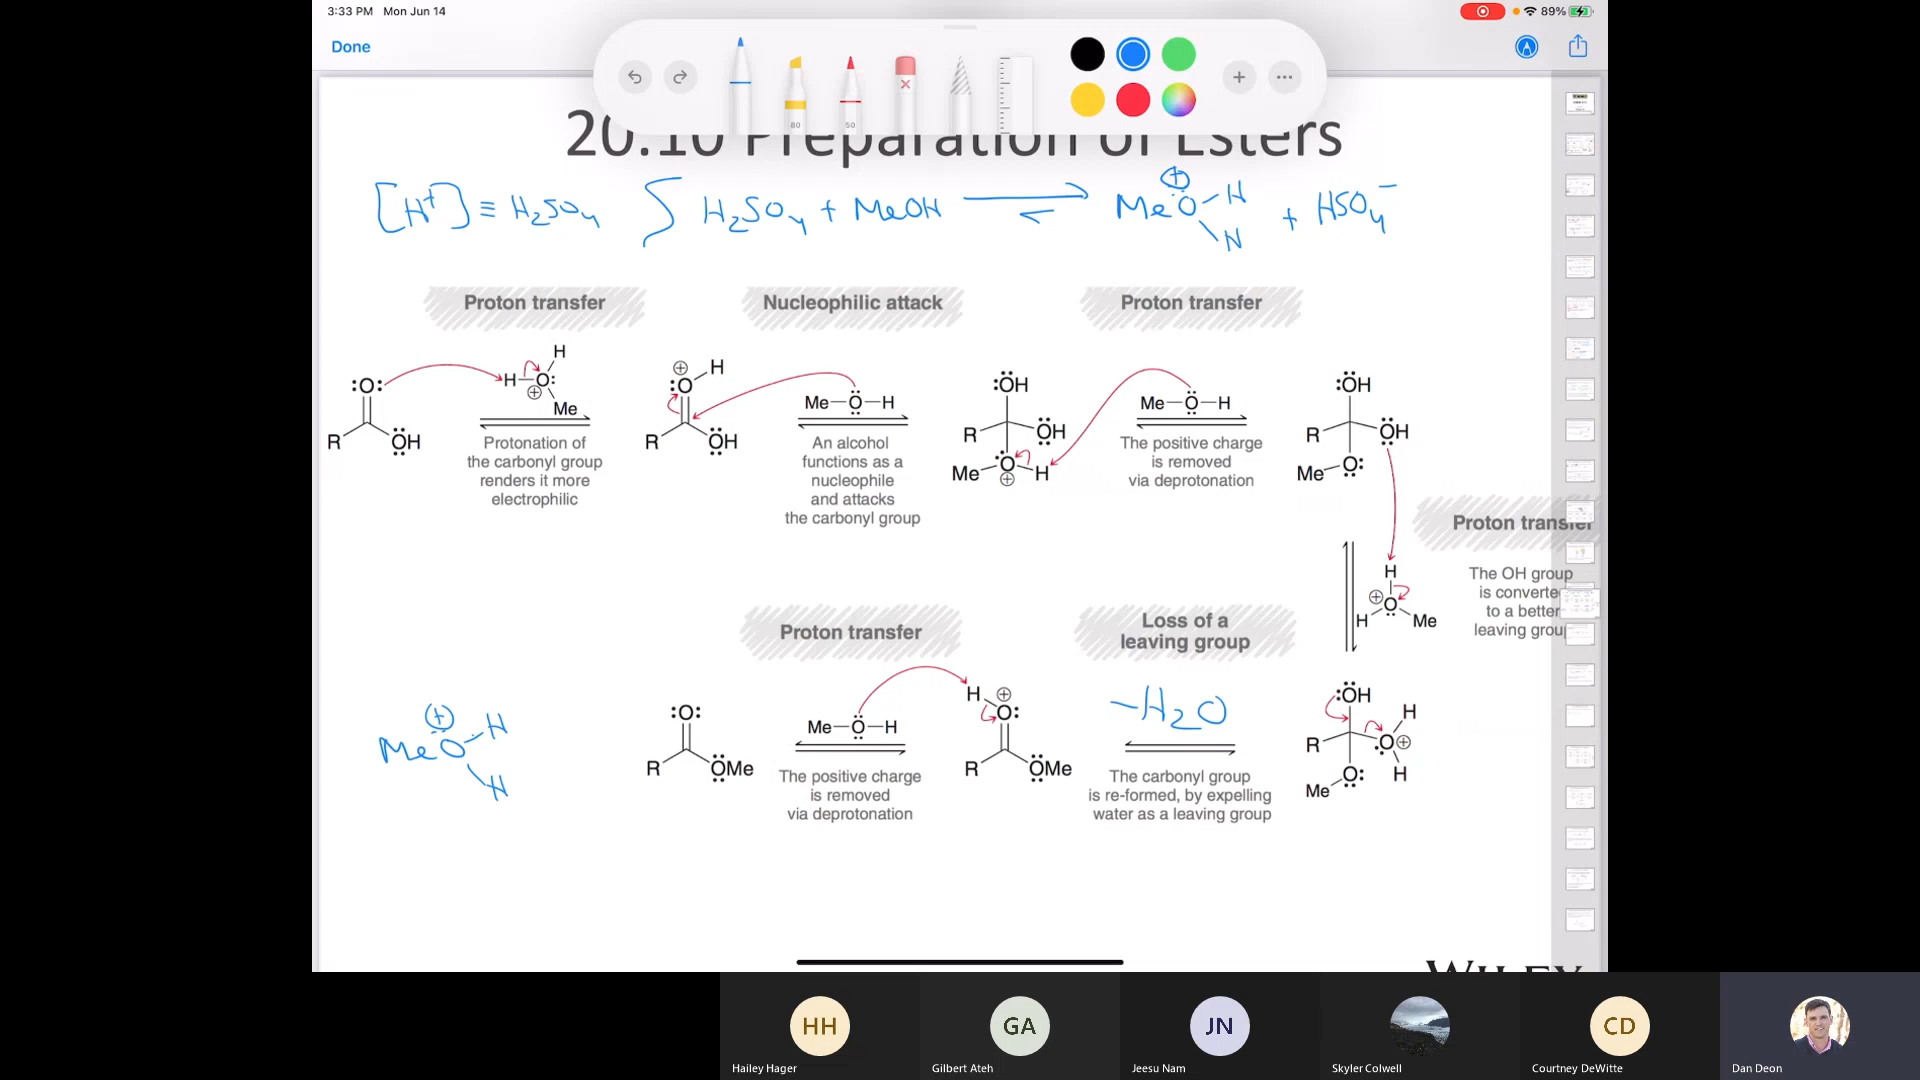 3:33 PM Mon Jun 14
89%
Done
80
50
20.10 Preparation of Esters
[H⁺] ≡ H₂SO₄ H₂SO₄ + MeOH ⇌ MeO H H + HSO₄⁻
⊕
Proton transfer
Nucleophilic attack
Proton transfer
:O:
R
ÖH
H
H–O:
⊕
Me
Protonation of
the carbonyl group
renders it more
electrophilic
⊕
:O H
R
ÖH
Me–Ö–H
An alcohol
functions as a
nucleophile
and attacks
the carbonyl group
:ÖH
R
ÖH
Me O H
⊕
Me–Ö–H
The positive charge
is removed
via deprotonation
:ÖH
R
ÖH
Me O:
Proton transfer
The OH group
is converte
to a better
leaving grou
H
⊕ O
H Me
Proton transfer
Loss of a
leaving group
⊕
MeO H
H
:O:
R
ÖMe
Me–Ö–H
The positive charge
is removed
via deprotonation
H ⊕
O:
R
ÖMe
–H₂O
The carbonyl group
is re-formed, by expelling
water as a leaving group
:ÖH
H
R
O⊕
H
Me O:
WILEY
HH
GA
JN
CD
Hailey Hager
Gilbert Ateh
Jeesu Nam
Skyler Colwell
Courtney DeWitte
Dan Deon